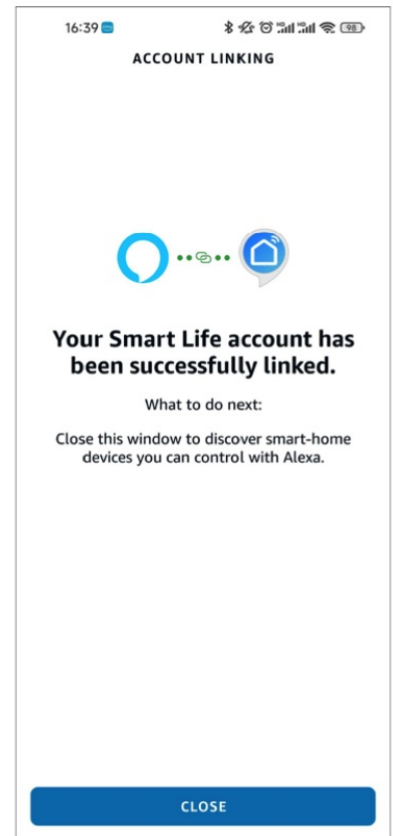 16:39
98
ACCOUNT LINKING
Your Smart Life account has
been successfully linked.
What to do next:
Close this window to discover smart-home
devices you can control with Alexa.
CLOSE